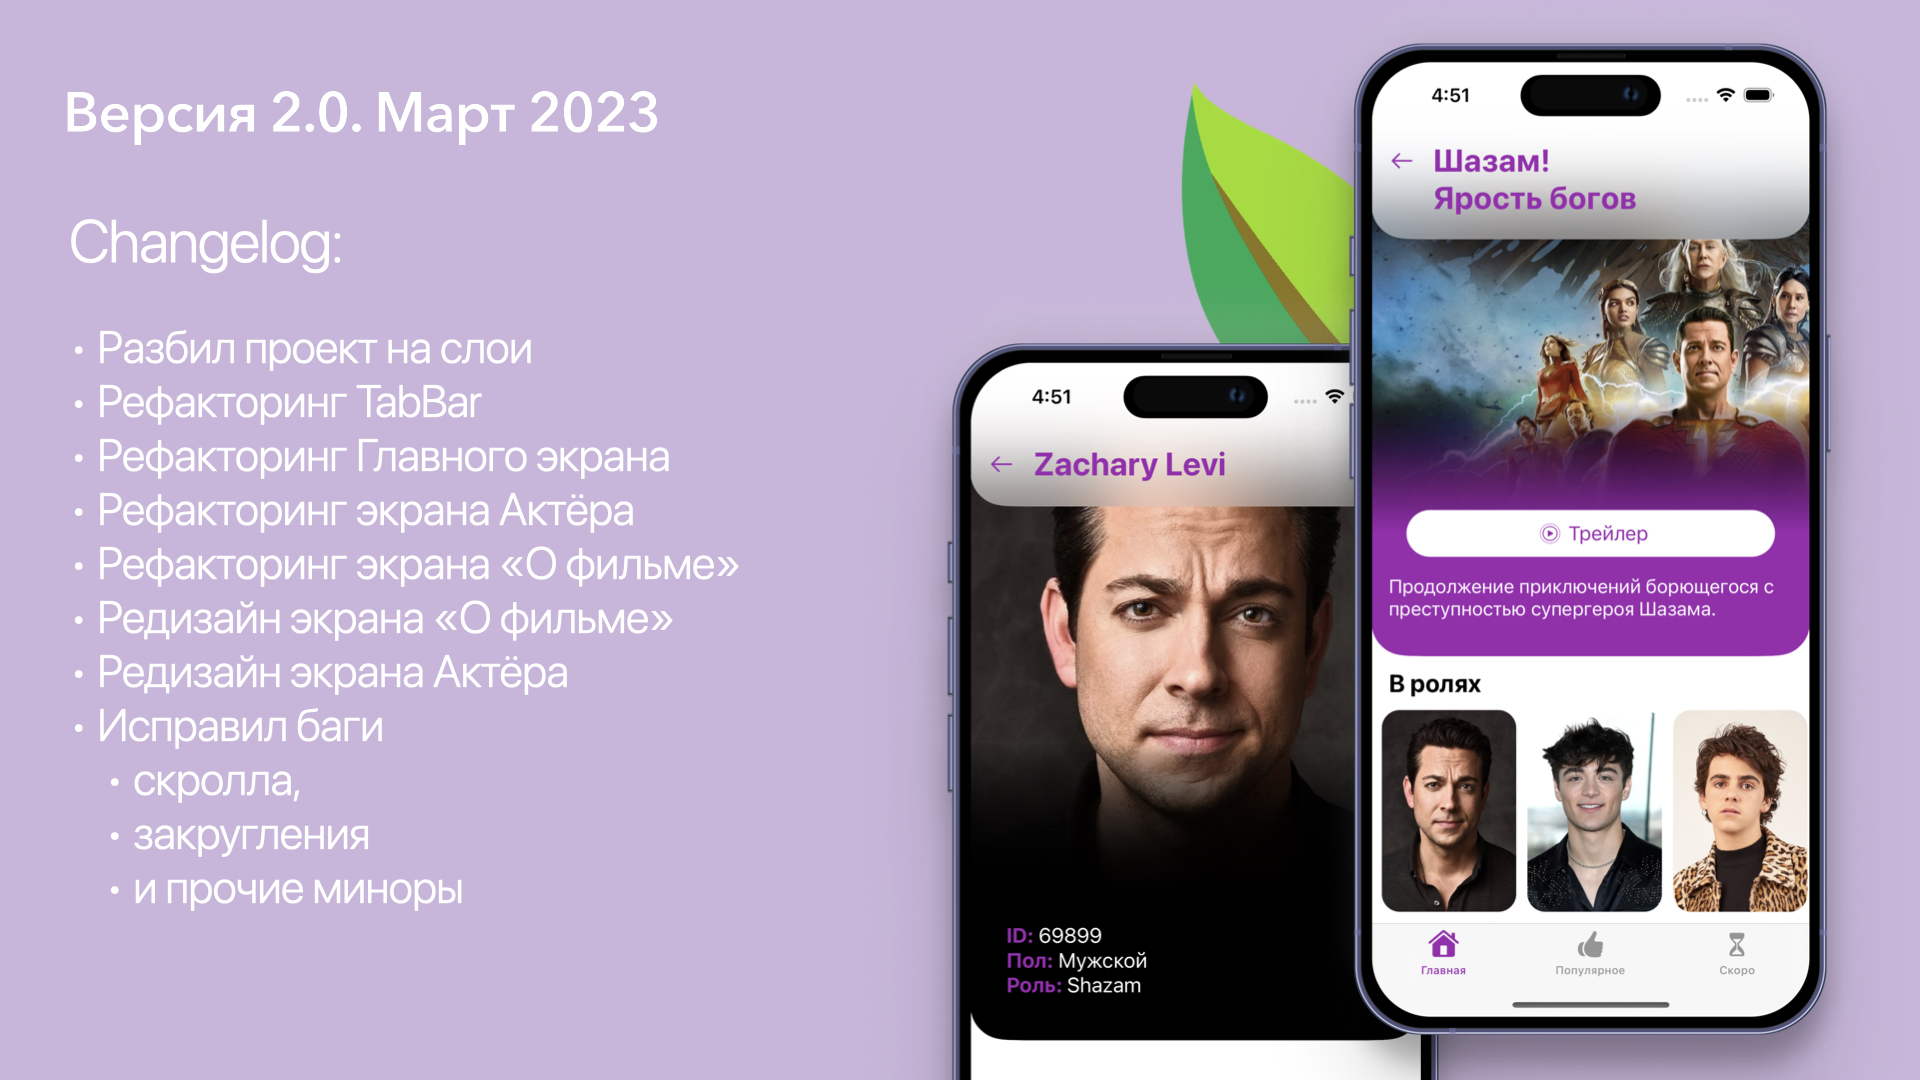 Версия 2.0. Март 2023
Changelog:
• Разбил проект на слои
• Рефакторинг TabBar
• Рефакторинг Главного экрана
• Рефакторинг экрана Актёра
• Рефакторинг экрана «О фильме»
• Редизайн экрана «О фильме»
• Редизайн экрана Актёра
• Исправил баги
• скролла,
• закругления
• и прочие миноры
4:51
Zachary Levi
ID: 69899
Пол: Мужской
Роль: Shazam
4:51
Шазам!
Ярость богов
Трейлер
Продолжение приключений борющегося с
преступностью супергероя Шазама.
В ролях
Главная
Популярное
Скоро